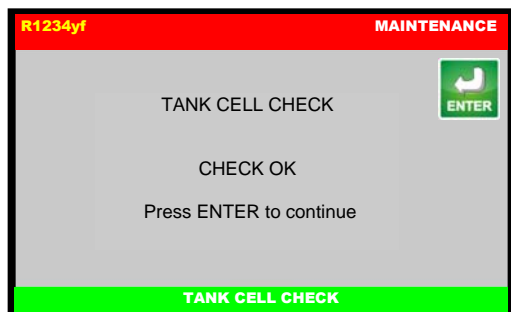 R1234yf
MAINTENANCE
ENTER
TANK CELL CHECK
CHECK OK
Press ENTER to continue
TANK CELL CHECK